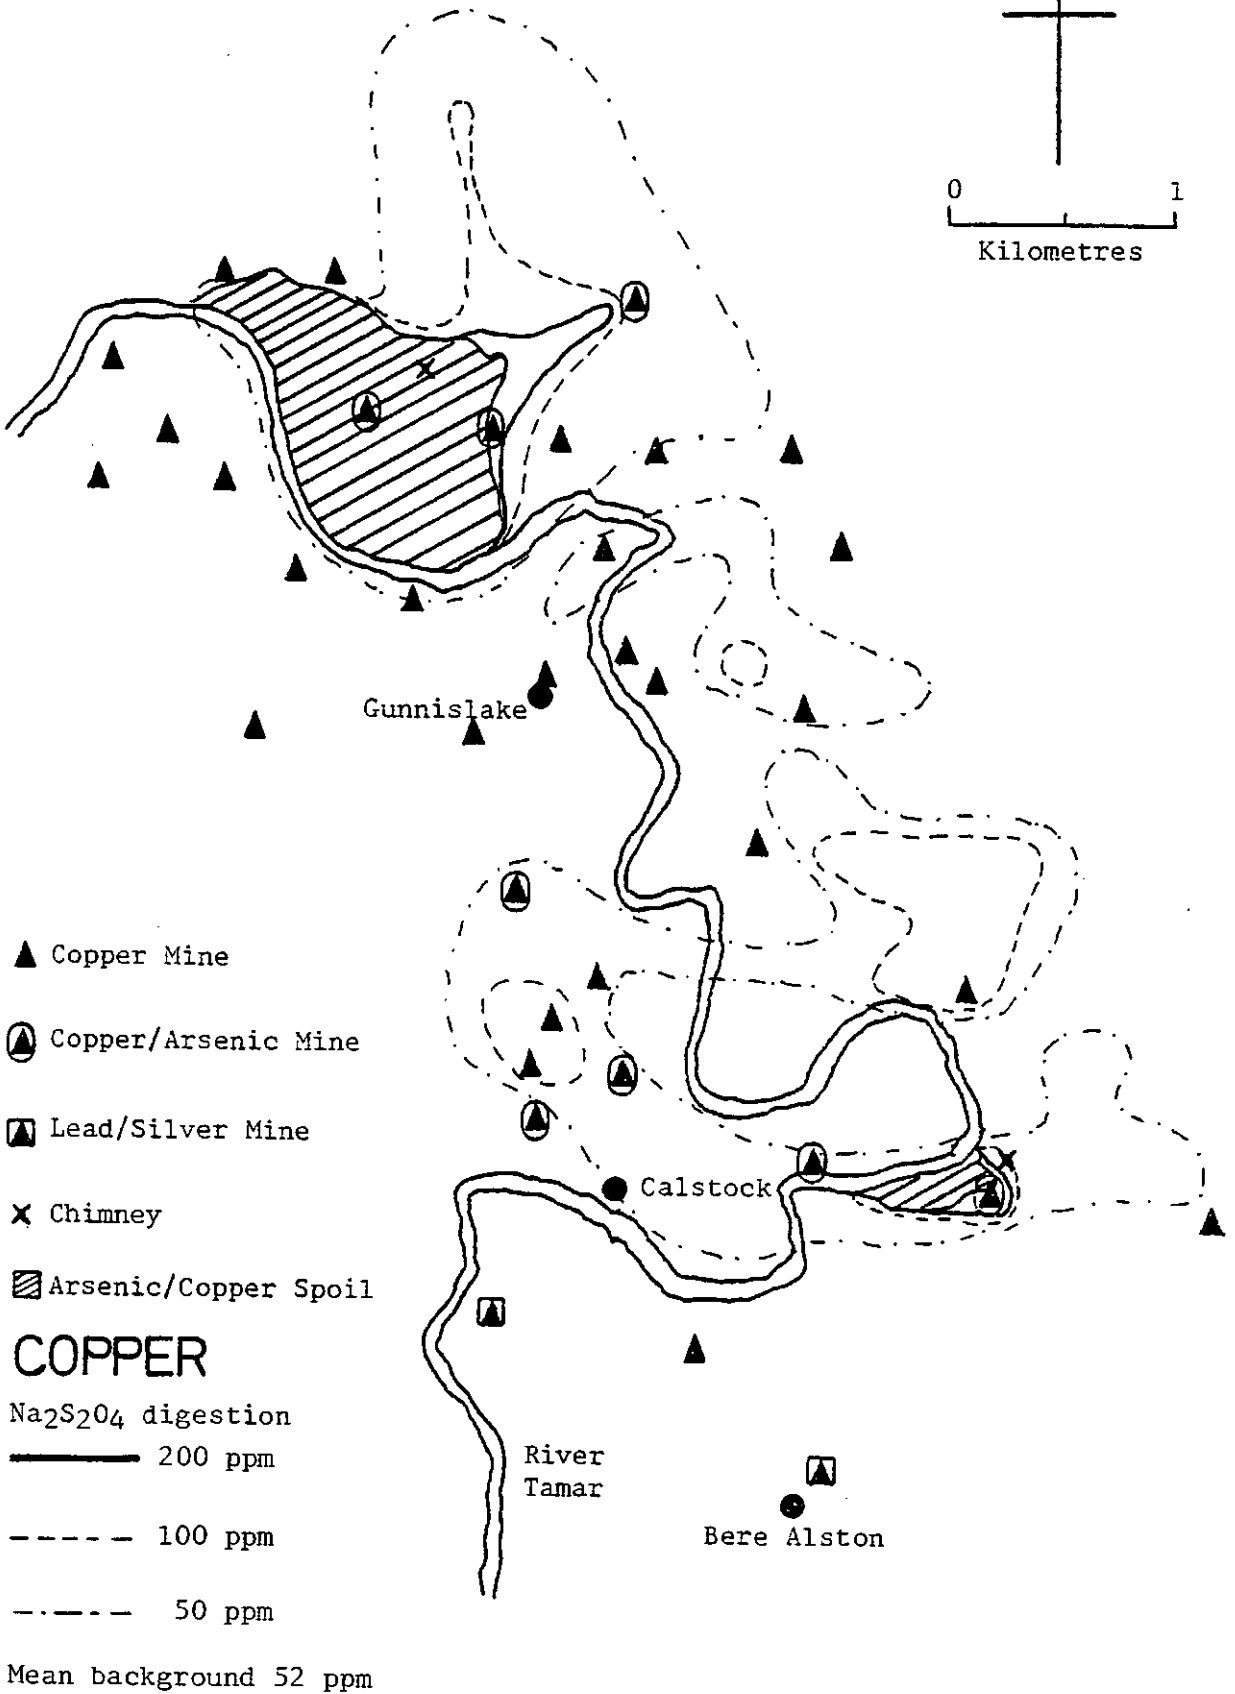 0 1
Kilometres
Gunnislake
Copper Mine
Copper/Arsenic Mine
Lead/Silver Mine
Calstock
Chimney
Arsenic/Copper Spoil
COPPER
Na2S2O4 digestion
200 ppm
River
Tamar
100 ppm
Bere Alston
50 ppm
Mean background 52 ppm